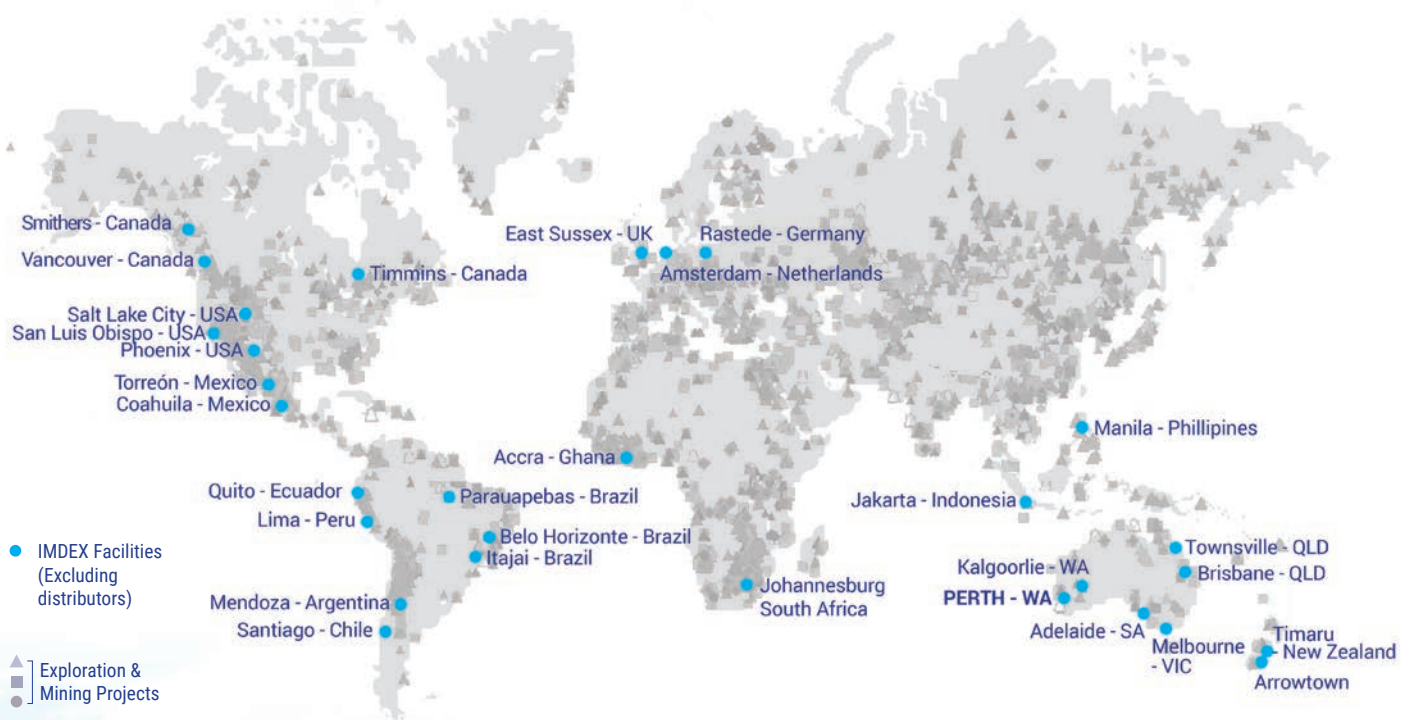 Smithers - Canada
Vancouver - Canada
Timmins - Canada
Salt Lake City - USA
San Luis Obispo - USA
Phoenix - USA
Torreón - Mexico
Coahuila - Mexico
East Sussex - UK
Rastede - Germany
Amsterdam - Netherlands
Accra - Ghana
Quito - Ecuador
Parauapebas - Brazil
Lima - Peru
Belo Horizonte - Brazil
Itajai - Brazil
Mendoza - Argentina
Santiago - Chile
Johannesburg
South Africa
Manila - Phillipines
Jakarta - Indonesia
Townsville - QLD
Kalgoorlie - WA
Brisbane - QLD
PERTH - WA
Adelaide - SA
Melbourne
- VIC
Timaru
- New Zealand
Arrowtown
IMDEX Facilities
(Excluding
distributors)
Exploration &
Mining Projects